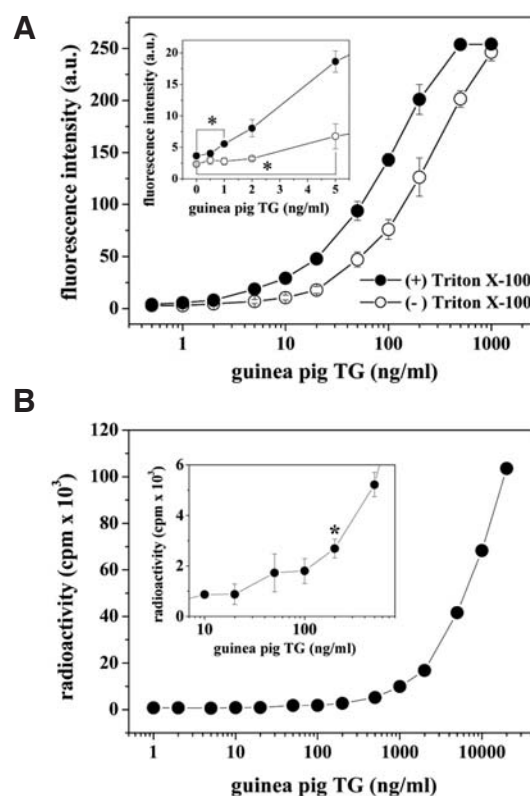 A
fluorescence intensity (a.u.)
250
200
150
100
50
0
fluorescence intensity (a.u.)
20
15
10
5
0
*
*
0 1 2 3 4 5
guinea pig TG (ng/ml)
(+) Triton X-100
(- ) Triton X-100
1 10 100 1000
guinea pig TG (ng/ml)
B
radioactivity (cpm x 10³)
120
100
80
60
40
20
0
radioactivity (cpm x 10³)
6
4
2
0
*
10 100
guinea pig TG (ng/ml)
1 10 100 1000 10000
guinea pig TG (ng/ml)